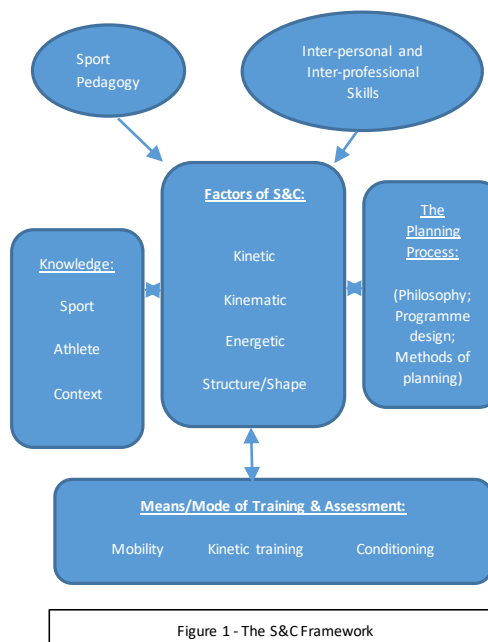 Sport
Pedagogy
Inter-personal and
Inter-professional
Skills
Factors of S&C:
Kinetic
Kinematic
Energetic
Structure/Shape
Knowledge:
Sport
Athlete
Context
The
Planning
Process:
(Philosophy;
Programme
design;
Methods of
planning)
Means/Mode of Training & Assessment:
Mobility Kinetic training Conditioning
Figure 1 - The S&C Framework